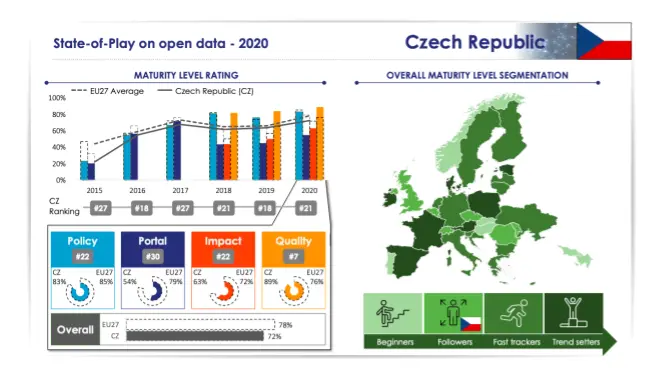 State-of-Play on open data - 2020
Czech Republic
MATURITY LEVEL RATING
EU27 Average
Czech Republic (CZ)
100%
80%
60%
40%
20%
0%
2015 2016 2017 2018 2019 2020
CZ
Ranking
#27 #18 #27 #21 #18 #21
Policy
#22
CZ EU27
83% 85%
Portal
#30
CZ EU27
54% 79%
Impact
#22
CZ EU27
63% 72%
Quality
#7
CZ EU27
89% 76%
Overall
EU27 78%
CZ 72%
OVERALL MATURITY LEVEL SEGMENTATION
Beginners Followers Fast trackers Trend setters